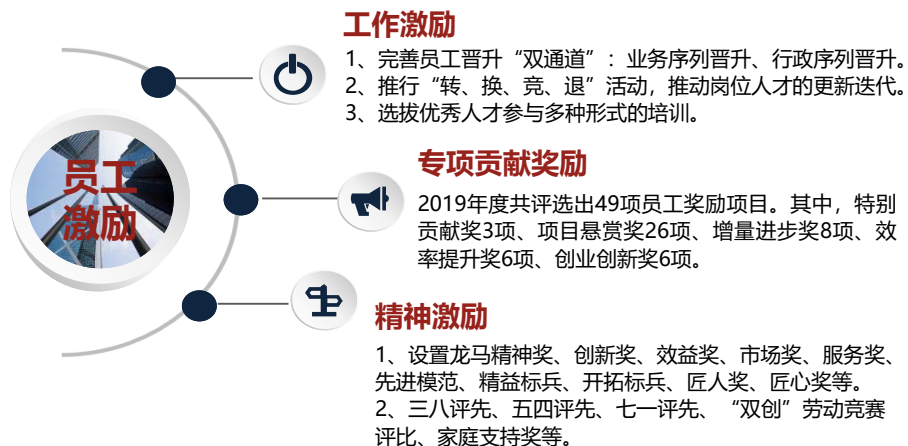 员工
激励
工作激励
1、完善员工晋升“双通道”：业务序列晋升、行政序列晋升。
2、推行“转、换、竞、退”活动，推动岗位人才的更新迭代。
3、选拔优秀人才参与多种形式的培训。
专项贡献奖励
2019年度共评选出49项员工奖励项目。其中，特别
贡献奖3项、项目悬赏奖26项、增量进步奖8项、效
率提升奖6项、创业创新奖6项。
精神激励
1、设置龙马精神奖、创新奖、效益奖、市场奖、服务奖、
先进模范、精益标兵、开拓标兵、匠人奖、匠心奖等。
2、三八评先、五四评先、七一评先、“双创”劳动竞赛
评比、家庭支持奖等。